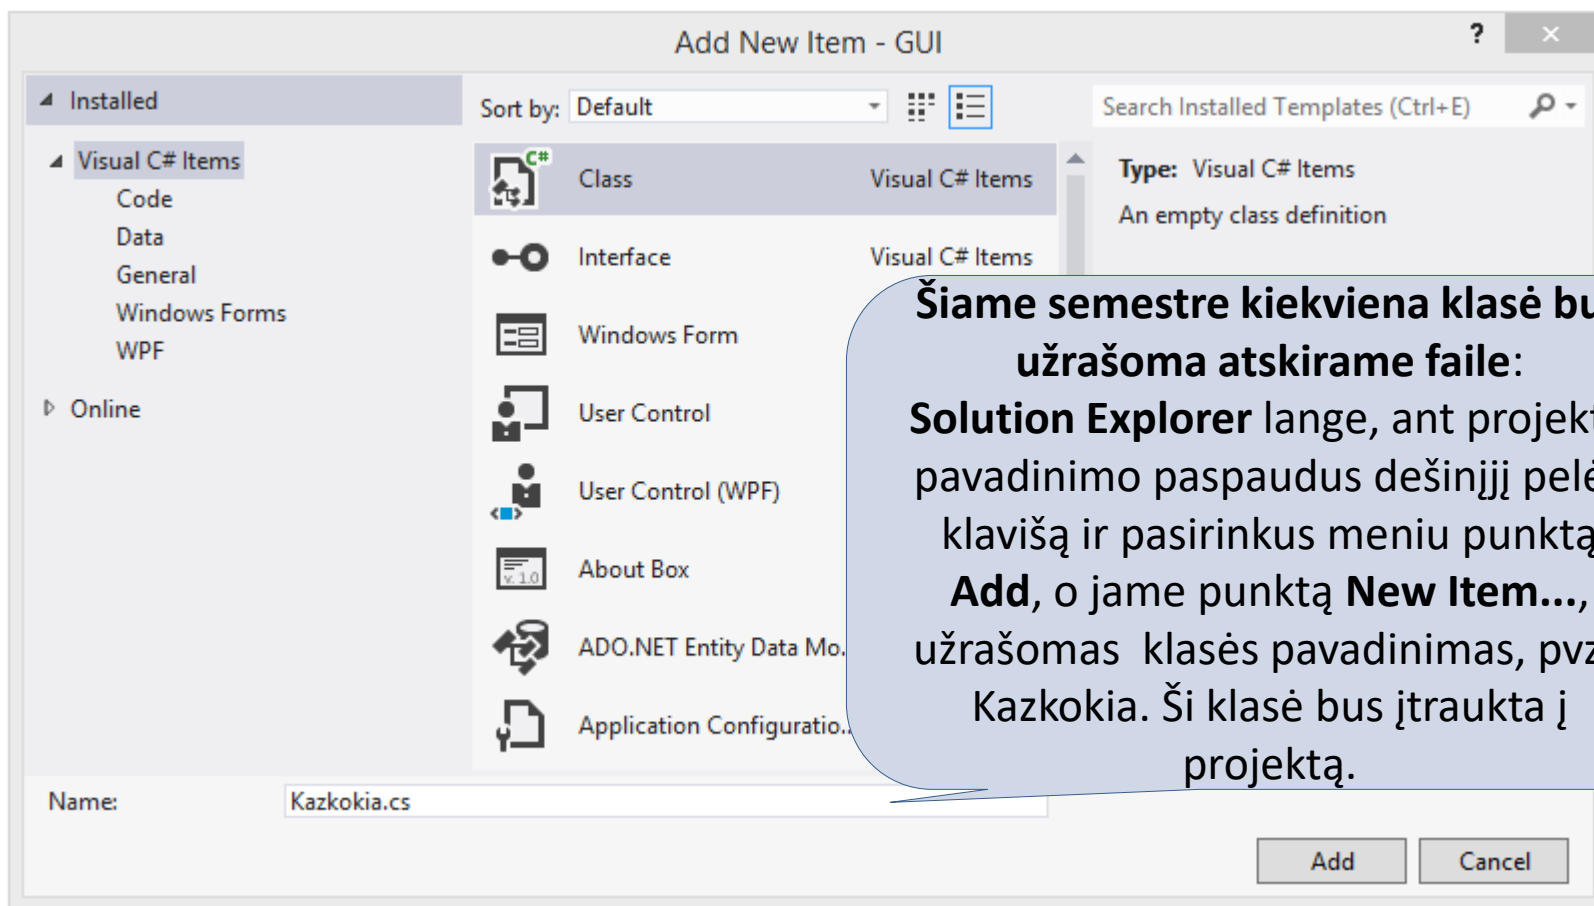 Add New Item - GUI
?
Installed
Sort by: Default
Search Installed Templates (Ctrl+E)
Visual C# Items
Code
Data
General
Windows Forms
WPF
Online
C#
Class Visual C# Items
Interface Visual C# Items
Windows Form
User Control
User Control (WPF)
v. 1.0
About Box
ADO.NET Entity Data Mo..
Application Configuratio..
Type: Visual C# Items
An empty class definition
Šiame semestre kiekviena klasė
užrašoma atskirame faile:
Solution Explorer lange, ant
pavadinimo paspaudus dešinįjį
klavišą ir pasirinkus meniu punktą
Add, o jame punktą New Item...,
užrašomas klasės pavadinimas,
Kazkokia. Ši klasė bus įtraukta į
projektą.
Name: Kazkokia.cs
Add Cancel